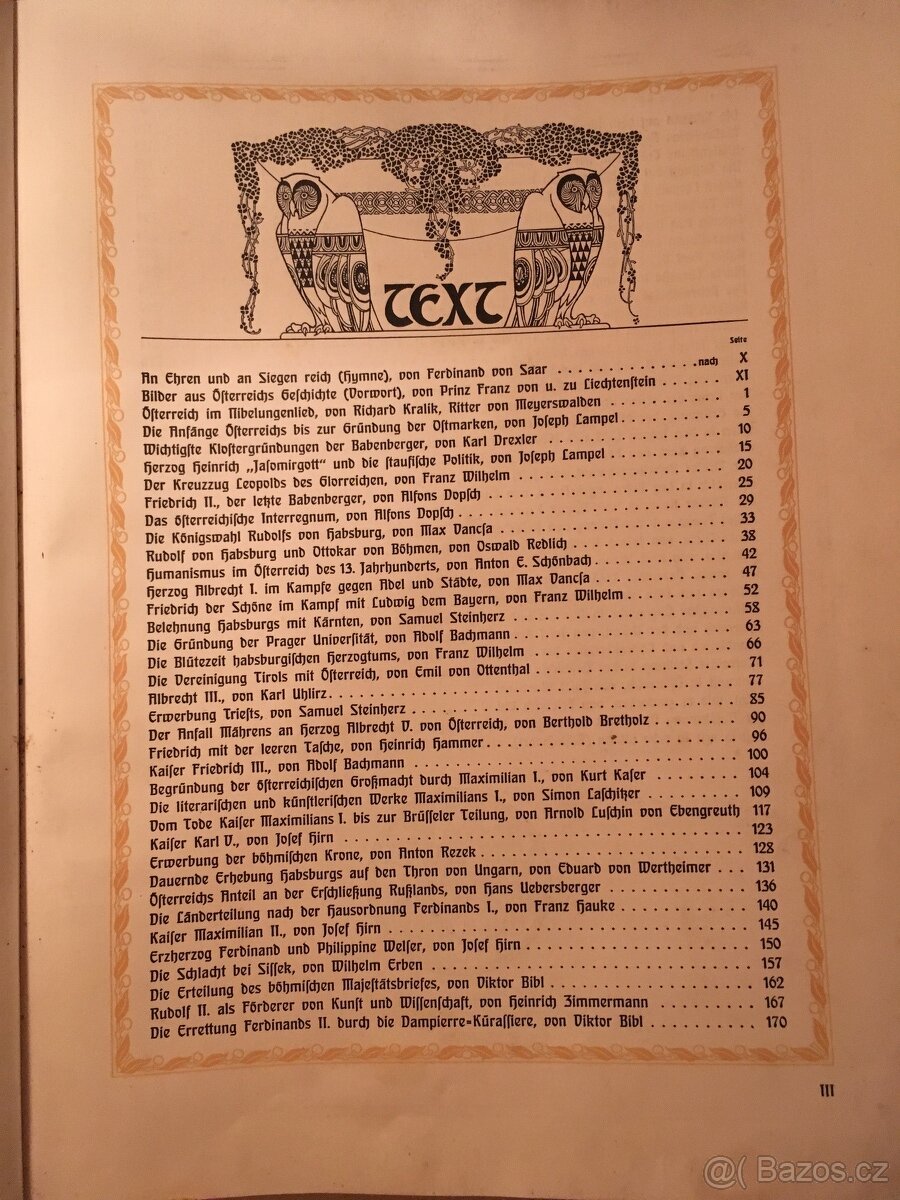 TEXT
Seite
An Ehren und an Siegen reich (Hymne), von Ferdinand von Saar . . . . . . . . . . . . . . nach X
Bilder aus Öſterreichs Geſchichte (Vorwort), von Prinz Franz von u. zu Liechtenſtein . . . . . . XI
Öſterreich im Nibelungenlied, von Richard Kralik, Ritter von Meyerswalden . . . . . . . . . . . 1
Die Anfänge Öſterreichs bis zur Gründung der Oſtmarken, von Joſeph Lampel . . . . . . . . . . 5
Wichtigſte Kloſtergründungen der Babenberger, von Karl Drexler . . . . . . . . . . . . . . . 10
Herzog Heinrich „Jaſomirgott“ und die ſtaufiſche Politik, von Joſeph Lampel . . . . . . . . . . 15
Der Kreuzzug Leopolds des Glorreichen, von Franz Wilhelm . . . . . . . . . . . . . . . . . 20
Friedrich II., der letzte Babenberger, von Alfons Dopſch . . . . . . . . . . . . . . . . . . 25
Das öſterreichiſche Interregnum, von Alfons Dopſch . . . . . . . . . . . . . . . . . . . . 29
Die Königswahl Rudolfs von Habsburg, von Max Vancſa . . . . . . . . . . . . . . . . . . 33
Rudolf von Habsburg und Ottokar von Böhmen, von Oswald Redlich . . . . . . . . . . . . . 38
Humanismus im Öſterreich des 13. Jahrhunderts, von Anton E. Schönbach . . . . . . . . . . . 42
Herzog Albrecht I. im Kampfe gegen Adel und Städte, von Max Vancſa . . . . . . . . . . . . 47
Friedrich der Schöne im Kampf mit Ludwig dem Bayern, von Franz Wilhelm . . . . . . . . . . 52
Belehnung Habsburgs mit Kärnten, von Samuel Steinherz . . . . . . . . . . . . . . . . . . 58
Die Gründung der Prager Univerſität, von Adolf Bachmann . . . . . . . . . . . . . . . . . 63
Die Blütezeit habsburgiſchen Herzogtums, von Franz Wilhelm . . . . . . . . . . . . . . . . 66
Die Vereinigung Tirols mit Öſterreich, von Emil von Ottenthal . . . . . . . . . . . . . . . 71
Albrecht III., von Karl Uhlirz . . . . . . . . . . . . . . . . . . . . . . . . . . . . . 77
Erwerbung Trieſts, von Samuel Steinherz . . . . . . . . . . . . . . . . . . . . . . . . 85
Der Anfall Mährens an Herzog Albrecht V. von Öſterreich, von Berthold Bretholz . . . . . . . . 90
Friedrich mit der leeren Taſche, von Heinrich Hammer . . . . . . . . . . . . . . . . . . . 96
Kaiſer Friedrich III., von Adolf Bachmann . . . . . . . . . . . . . . . . . . . . . . . . 100
Begründung der öſterreichiſchen Großmacht durch Maximilian I., von Kurt Kaſer . . . . . . . . 104
Die literariſchen und künſtleriſchen Werke Maximilians I., von Simon Laſchitzer . . . . . . . . 109
Vom Tode Kaiſer Maximilians I. bis zur Brüſſeler Teilung, von Arnold Luſchin von Ebengreuth 117
Kaiſer Karl V., von Joſef Hirn . . . . . . . . . . . . . . . . . . . . . . . . . . . . 123
Erwerbung der böhmiſchen Krone, von Anton Rezek . . . . . . . . . . . . . . . . . . . . 128
Dauernde Erhebung Habsburgs auf den Thron von Ungarn, von Eduard von Wertheimer . . . 131
Öſterreichs Anteil an der Erſchließung Rußlands, von Hans Uebersberger . . . . . . . . . . . 136
Die Länderteilung nach der Hausordnung Ferdinands I., von Franz Hauke . . . . . . . . . . . 140
Kaiſer Maximilian II., von Joſef Hirn . . . . . . . . . . . . . . . . . . . . . . . . . 145
Erzherzog Ferdinand und Philippine Welſer, von Joſef Hirn . . . . . . . . . . . . . . . . 150
Die Schlacht bei Siſſek, von Wilhelm Erben . . . . . . . . . . . . . . . . . . . . . . . 157
Die Erteilung des böhmiſchen Majeſtätsbriefes, von Viktor Bibl . . . . . . . . . . . . . . . 162
Rudolf II. als Förderer von Kunſt und Wiſſenſchaft, von Heinrich Zimmermann . . . . . . . . 167
Die Errettung Ferdinands II. durch die Dampierre-Küraſſiere, von Viktor Bibl . . . . . . . . . 170
III
@( Bazos.cz